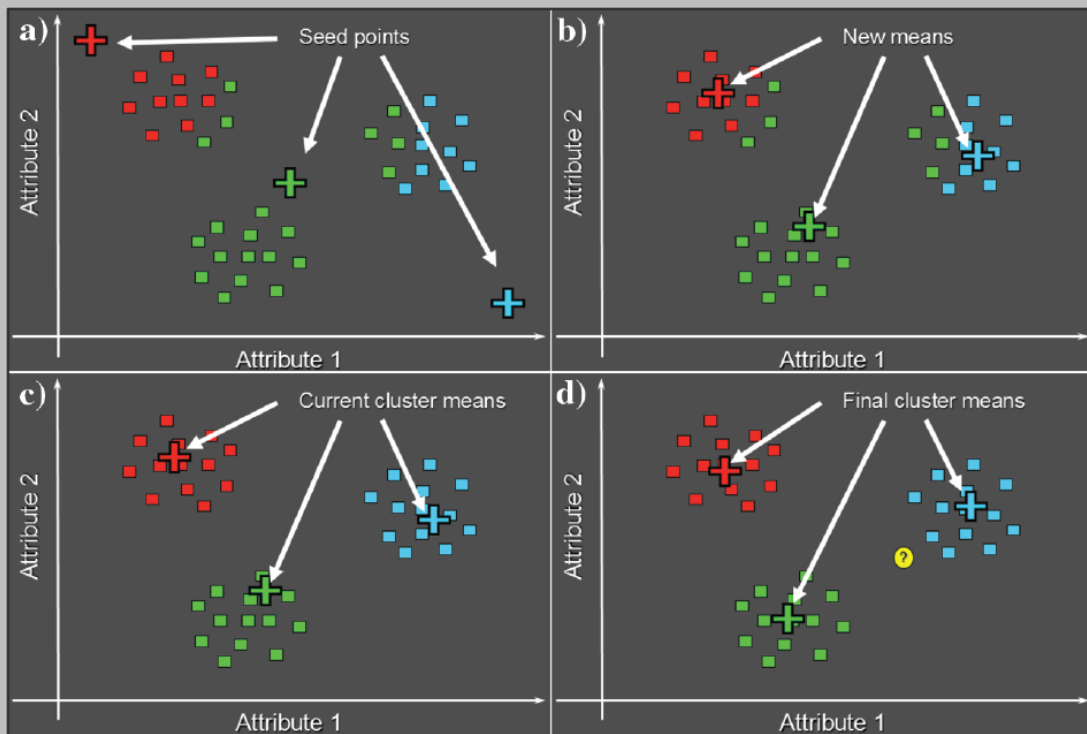 a)
Seed points
Attribute 2
Attribute 1
b)
New means
Attribute 2
Attribute 1
c)
Current cluster means
Attribute 2
Attribute 1
d)
Final cluster means
?
Attribute 2
Attribute 1